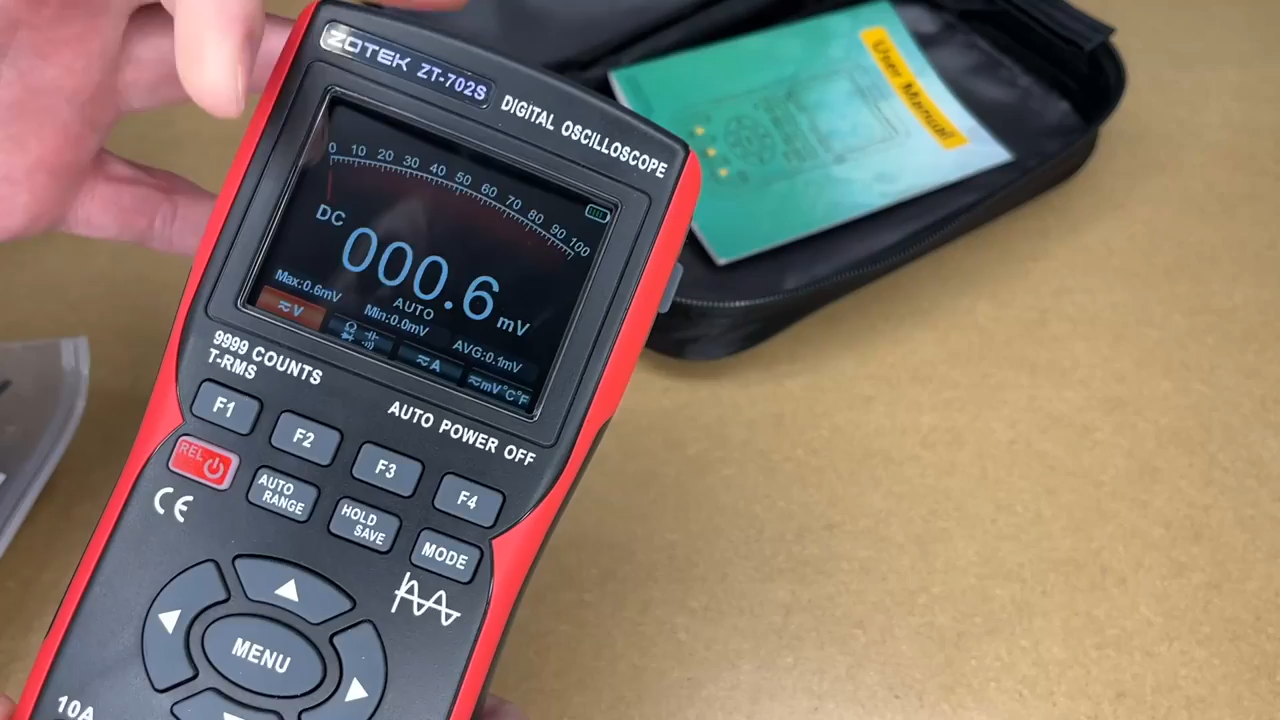 ZOTEK ZT-702S
DIGITAL OSCILLOSCOPE
User Manual
0 10 20 30 40 50 60 70 80 90 100
DC
000.6 mV
AUTO
Max:0.6mV
Min:0.0mV
AVG:0.1mV
≂V
Ω
≂A
≂mV°C°F
9999 COUNTS
T-RMS
AUTO POWER OFF
F1
F2
F3
F4
REL
AUTO RANGE
HOLD SAVE
MODE
CE
MENU
10A